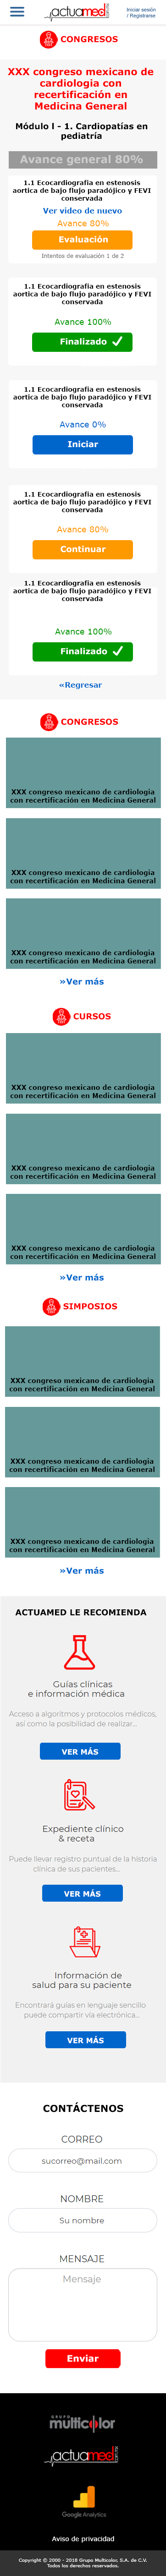 actuamed
Iniciar sesión
/ Registrarse
CONGRESOS
XXX congreso mexicano de
cardiologia con
recertificación en
Medicina General
Módulo I - 1. Cardiopatías en
pediatría
Avance general 80%
1.1 Ecocardiografia en estenosis
aortica de bajo flujo paradójico y FEVI
conservada
Ver video de nuevo
Avance 80%
Evaluación
Intentos de evaluación 1 de 2
1.1 Ecocardiografia en estenosis
aortica de bajo flujo paradójico y FEVI
conservada
Avance 100%
Finalizado
1.1 Ecocardiografia en estenosis
aortica de bajo flujo paradójico y FEVI
conservada
Avance 0%
Iniciar
1.1 Ecocardiografia en estenosis
aortica de bajo flujo paradójico y FEVI
conservada
Avance 80%
Continuar
1.1 Ecocardiografia en estenosis
aortica de bajo flujo paradójico y FEVI
conservada
Avance 100%
Finalizado
«Regresar
CONGRESOS
XXX congreso mexicano de cardiologia
con recertificación en Medicina General
XXX congreso mexicano de cardiologia
con recertificación en Medicina General
XXX congreso mexicano de cardiologia
con recertificación en Medicina General
»Ver más
CURSOS
XXX congreso mexicano de cardiologia
con recertificación en Medicina General
XXX congreso mexicano de cardiologia
con recertificación en Medicina General
XXX congreso mexicano de cardiologia
con recertificación en Medicina General
»Ver más
SIMPOSIOS
XXX congreso mexicano de cardiologia
con recertificación en Medicina General
XXX congreso mexicano de cardiologia
con recertificación en Medicina General
XXX congreso mexicano de cardiologia
con recertificación en Medicina General
»Ver más
ACTUAMED LE RECOMIENDA
Guías clínicas
e información médica
Acceso a algoritmos y protocolos médicos,
así como la posibilidad de realizar...
VER MÁS
Expediente clínico
& receta
Puede llevar registro puntual de la historia
clínica de sus pacientes...
VER MÁS
Información de
salud para su paciente
Encontrará guías en lenguaje sencillo
puede compartir vía electrónica...
VER MÁS
CONTÁCTENOS
CORREO
sucorreo@mail.com
NOMBRE
Su nombre
MENSAJE
Mensaje
Enviar
GRUPO
multicolor
actuamed
Google Analytics
Aviso de privacidad
Copyright © 2000 - 2018 Grupo Multicolor, S.A. de C.V.
Todos los derechos reservados.